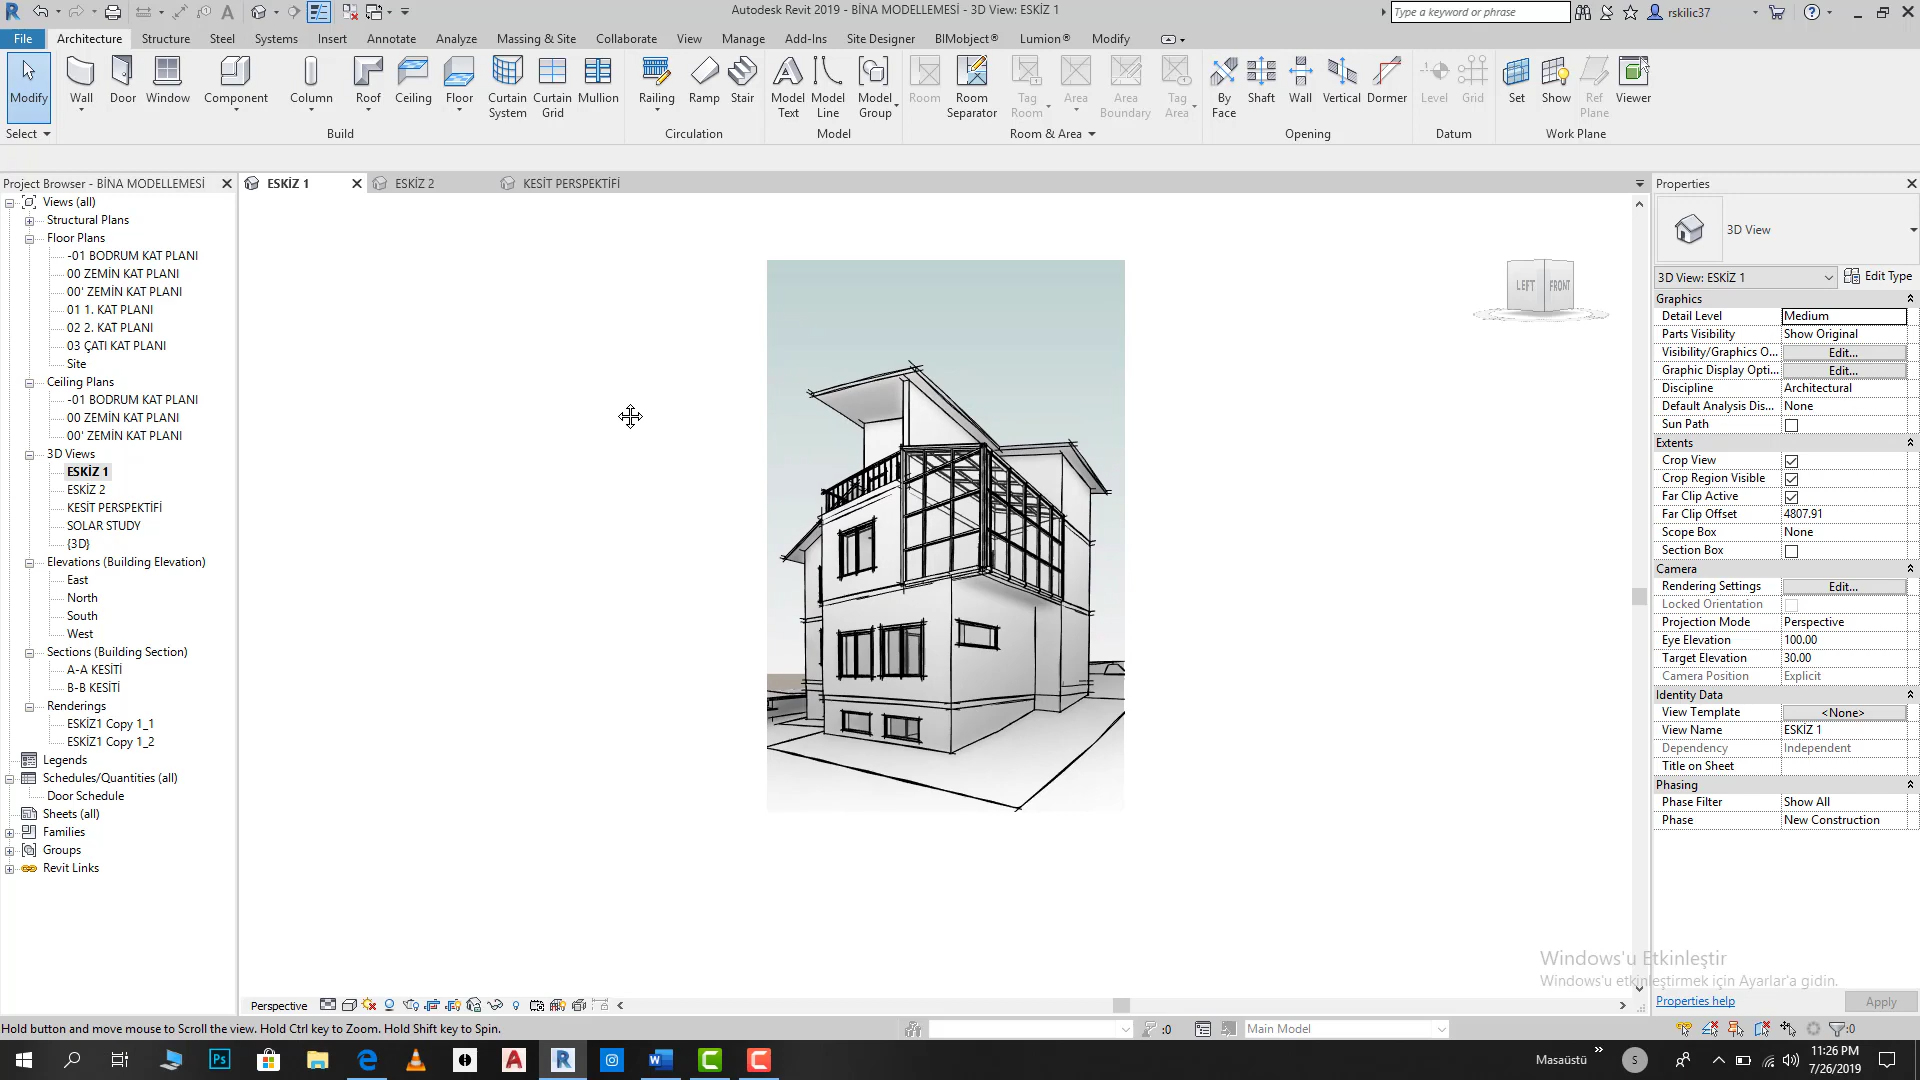 Autodesk Revit 2019 - BİNA MODELLEMESİ - 3D View: ESKİZ 1
Type a keyword or phrase
rskilic37
File
Architecture
Structure
Steel
Systems
Insert
Annotate
Analyze
Massing & Site
Collaborate
View
Manage
Add-Ins
Site Designer
BIMobject®
Lumion®
Modify
Modify
Wall
Door
Window
Component
Column
Roof
Ceiling
Floor
Curtain System
Curtain Grid
Mullion
Railing
Ramp
Stair
Model Text
Model Line
Model Group
Room
Room Separator
Tag Room
Area
Area Boundary
Tag Area
By Face
Shaft
Wall
Vertical
Dormer
Level
Grid
Set
Show
Ref Plane
Viewer
Select
Build
Circulation
Model
Room & Area
Opening
Datum
Work Plane
Project Browser - BİNA MODELLEMESİ
ESKİZ 1
ESKİZ 2
KESİT PERSPEKTİFİ
Properties
Views (all)
Structural Plans
Floor Plans
-01 BODRUM KAT PLANI
00 ZEMİN KAT PLANI
00' ZEMİN KAT PLANI
01 1. KAT PLANI
02 2. KAT PLANI
03 ÇATI KAT PLANI
Site
Ceiling Plans
-01 BODRUM KAT PLANI
00 ZEMİN KAT PLANI
00' ZEMİN KAT PLANI
3D Views
ESKİZ 1
ESKİZ 2
KESİT PERSPEKTİFİ
SOLAR STUDY
{3D}
Elevations (Building Elevation)
East
North
South
West
Sections (Building Section)
A-A KESİTİ
B-B KESİTİ
Renderings
ESKİZ1 Copy 1_1
ESKİZ1 Copy 1_2
Legends
Schedules/Quantities (all)
Door Schedule
Sheets (all)
Families
Groups
Revit Links
LEFT
FRONT
3D View
3D View: ESKİZ 1
Edit Type
Graphics
Detail Level Medium
Parts Visibility Show Original
Visibility/Graphics O... Edit...
Graphic Display Opti... Edit...
Discipline Architectural
Default Analysis Dis... None
Sun Path
Extents
Crop View
Crop Region Visible
Far Clip Active
Far Clip Offset 4807.91
Scope Box None
Section Box
Camera
Rendering Settings Edit...
Locked Orientation
Projection Mode Perspective
Eye Elevation 100.00
Target Elevation 30.00
Camera Position Explicit
Identity Data
View Template <None>
View Name ESKİZ 1
Dependency Independent
Title on Sheet
Phasing
Phase Filter Show All
Phase New Construction
Windows'u Etkinleştir
Windows'u etkinleştirmek için Ayarlar'a gidin.
Properties help
Apply
Perspective
Hold button and move mouse to Scroll the view. Hold Ctrl key to Zoom. Hold Shift key to Spin.
:0
Main Model
:0
Masaüstü
S
11:26 PM
7/26/2019